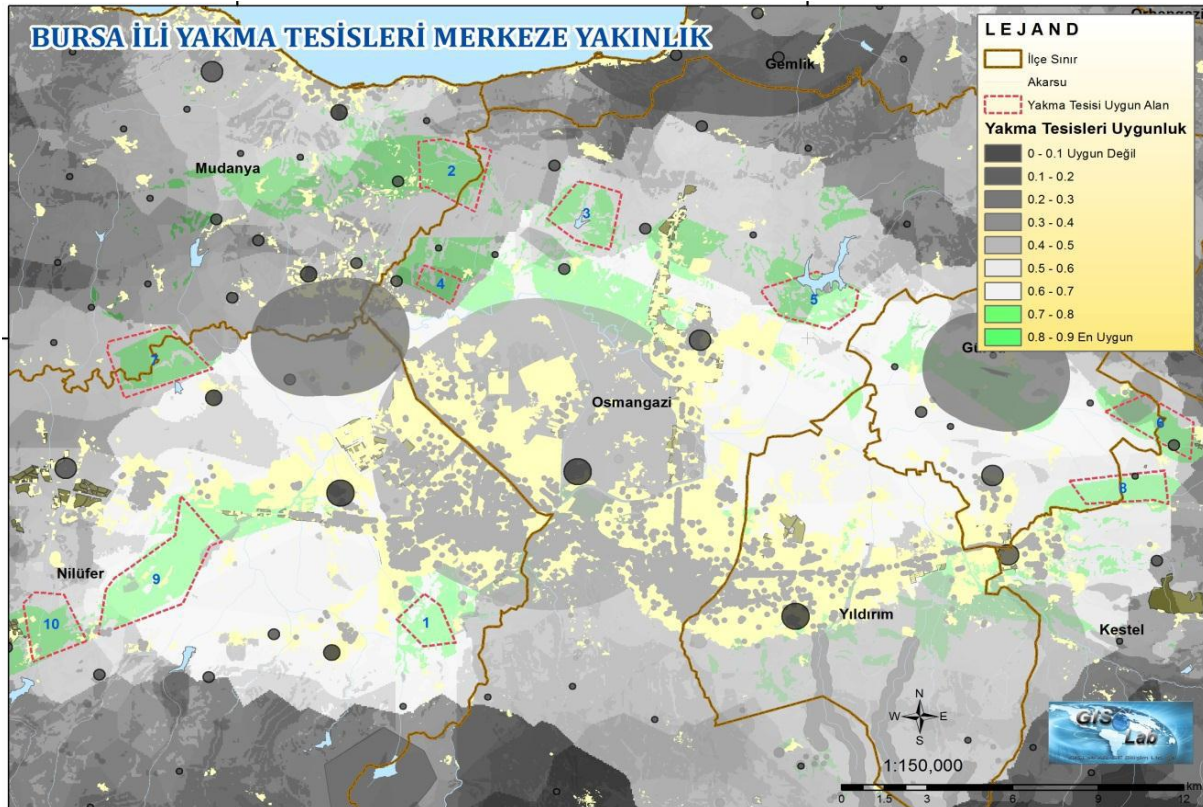 BURSA İLİ YAKMA TESİSLERİ MERKEZE YAKINLIK
LEJAND
İlçe Sınır
Akarsu
Yakma Tesisi Uygun Alan
Yakma Tesisleri Uygunluk
0 - 0.1 Uygun Değil
0.1 - 0.2
0.2 - 0.3
0.3 - 0.4
0.4 - 0.5
0.5 - 0.6
0.6 - 0.7
0.7 - 0.8
0.8 - 0.9 En Uygun
Gemlik
Mudanya
2
3
4
5
7
Osmangazi
6
8
9
Nilüfer
10
1
Yıldırım
Kestel
N
W E
S
GIS
Lab
1:150,000
0 1.5 3 6 9 12